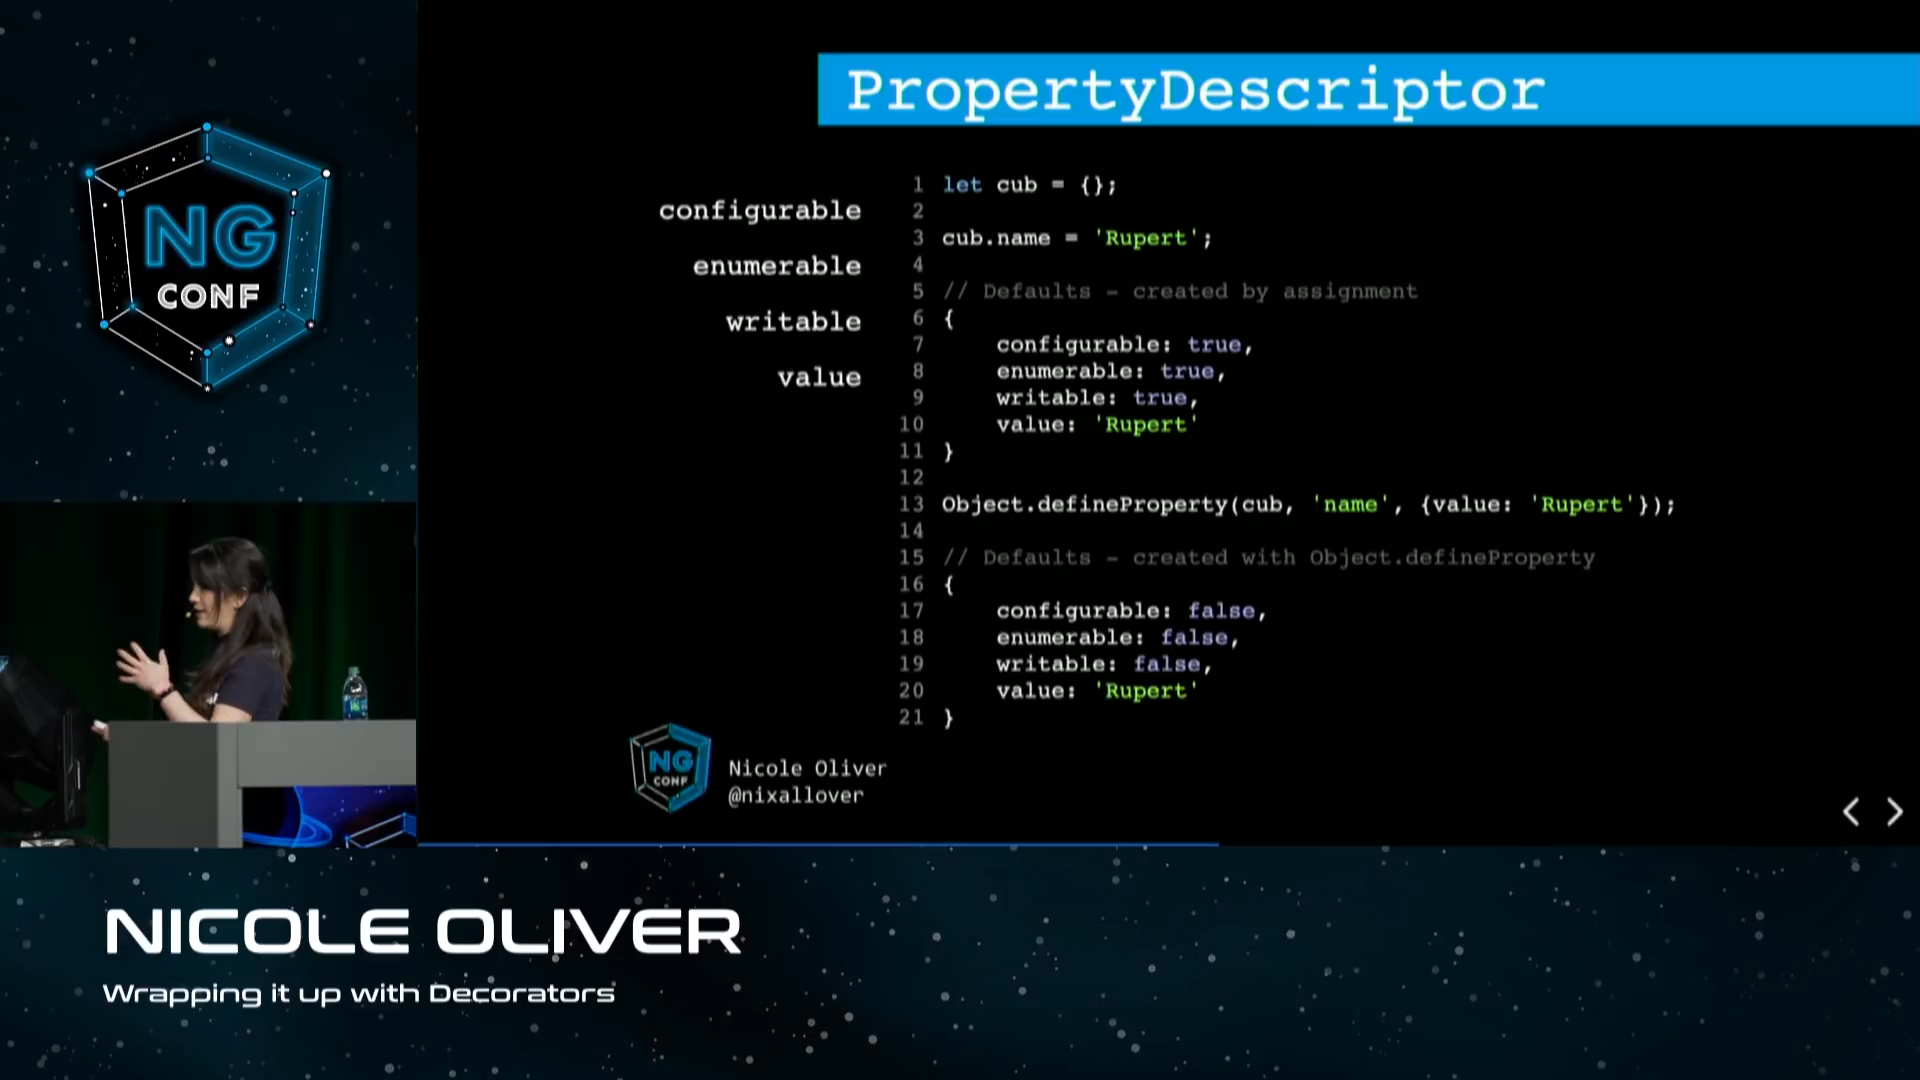 NG
CONF
PropertyDescriptor
configurable
enumerable
writable
value
1 let cub = {};
2
3 cub.name = 'Rupert';
4
5 // Defaults - created by assignment
6 {
7 configurable: true,
8 enumerable: true,
9 writable: true,
10 value: 'Rupert'
11 }
12
13 Object.defineProperty(cub, 'name', {value: 'Rupert'});
14
15 // Defaults - created with Object.defineProperty
16 {
17 configurable: false,
18 enumerable: false,
19 writable: false,
20 value: 'Rupert'
21 }
NG
CONF
Nicole Oliver
@nixallover
NICOLE OLIVER
Wrapping it up with Decorators